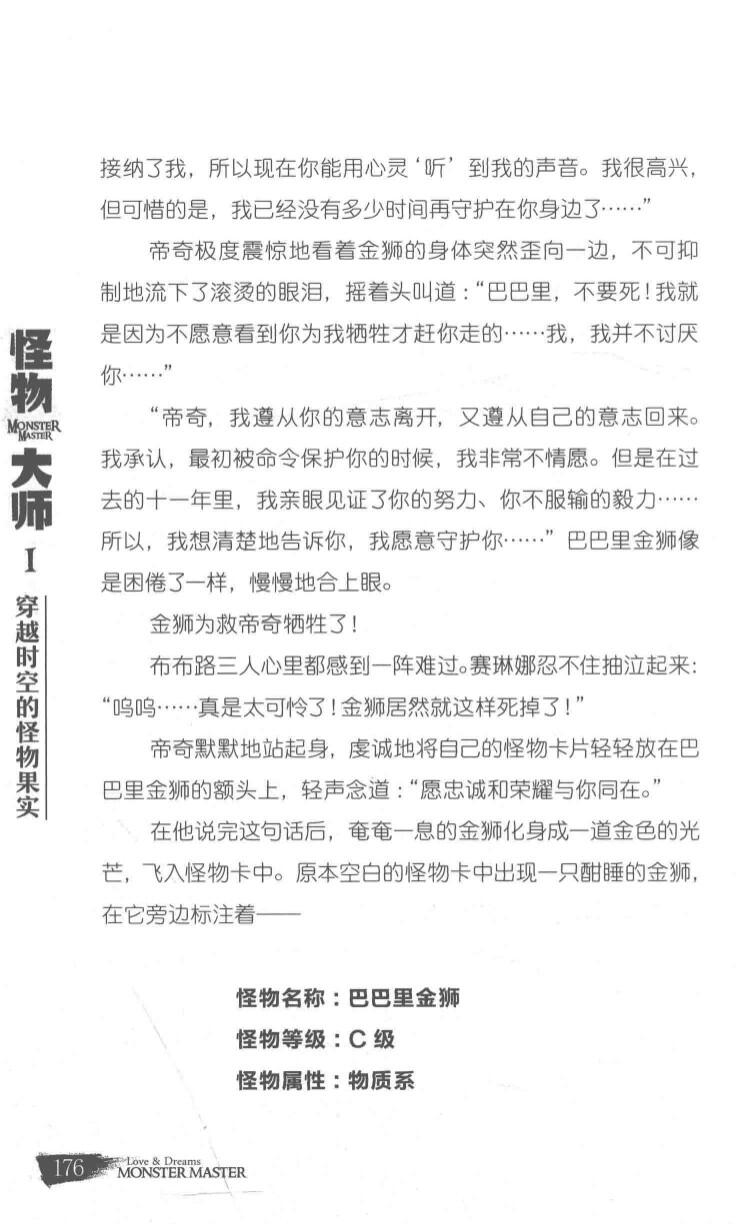 接纳了我，所以现在你能用心灵‘听’到我的声音。我很高兴，
但可惜的是，我已经没有多少时间再守护在你身边了……”
帝奇极度震惊地看着金狮的身体突然歪向一边，不可抑
制地流下了滚烫的眼泪，摇着头叫道：“巴巴里，不要死！我就
是因为不愿意看到你为我牺牲才赶你走的……我，我并不讨厌
你……”
“帝奇，我遵从你的意志离开，又遵从自己的意志回来。
我承认，最初被命令保护你的时候，我非常不情愿。但是在过
去的十一年里，我亲眼见证了你的努力、你不服输的毅力……
所以，我想清楚地告诉你，我愿意守护你……”巴巴里金狮像
是困倦了一样，慢慢地合上眼。
金狮为救帝奇牺牲了！
布布路三人心里都感到一阵难过。赛琳娜忍不住抽泣起来：
“呜呜……真是太可怜了！金狮居然就这样死掉了！”
帝奇默默地站起身，虔诚地将自己的怪物卡片轻轻放在巴
巴里金狮的额头上，轻声念道：“愿忠诚和荣耀与你同在。”
在他说完这句话后，奄奄一息的金狮化身成一道金色的光
芒，飞入怪物卡中。原本空白的怪物卡中出现一只酣睡的金狮，
在它旁边标注着——
怪物名称：巴巴里金狮
怪物等级：C 级
怪物属性：物质系
怪物
MONSTER
MASTER
大师
I
穿越时空的怪物果实
176
Love & Dreams
MONSTER MASTER